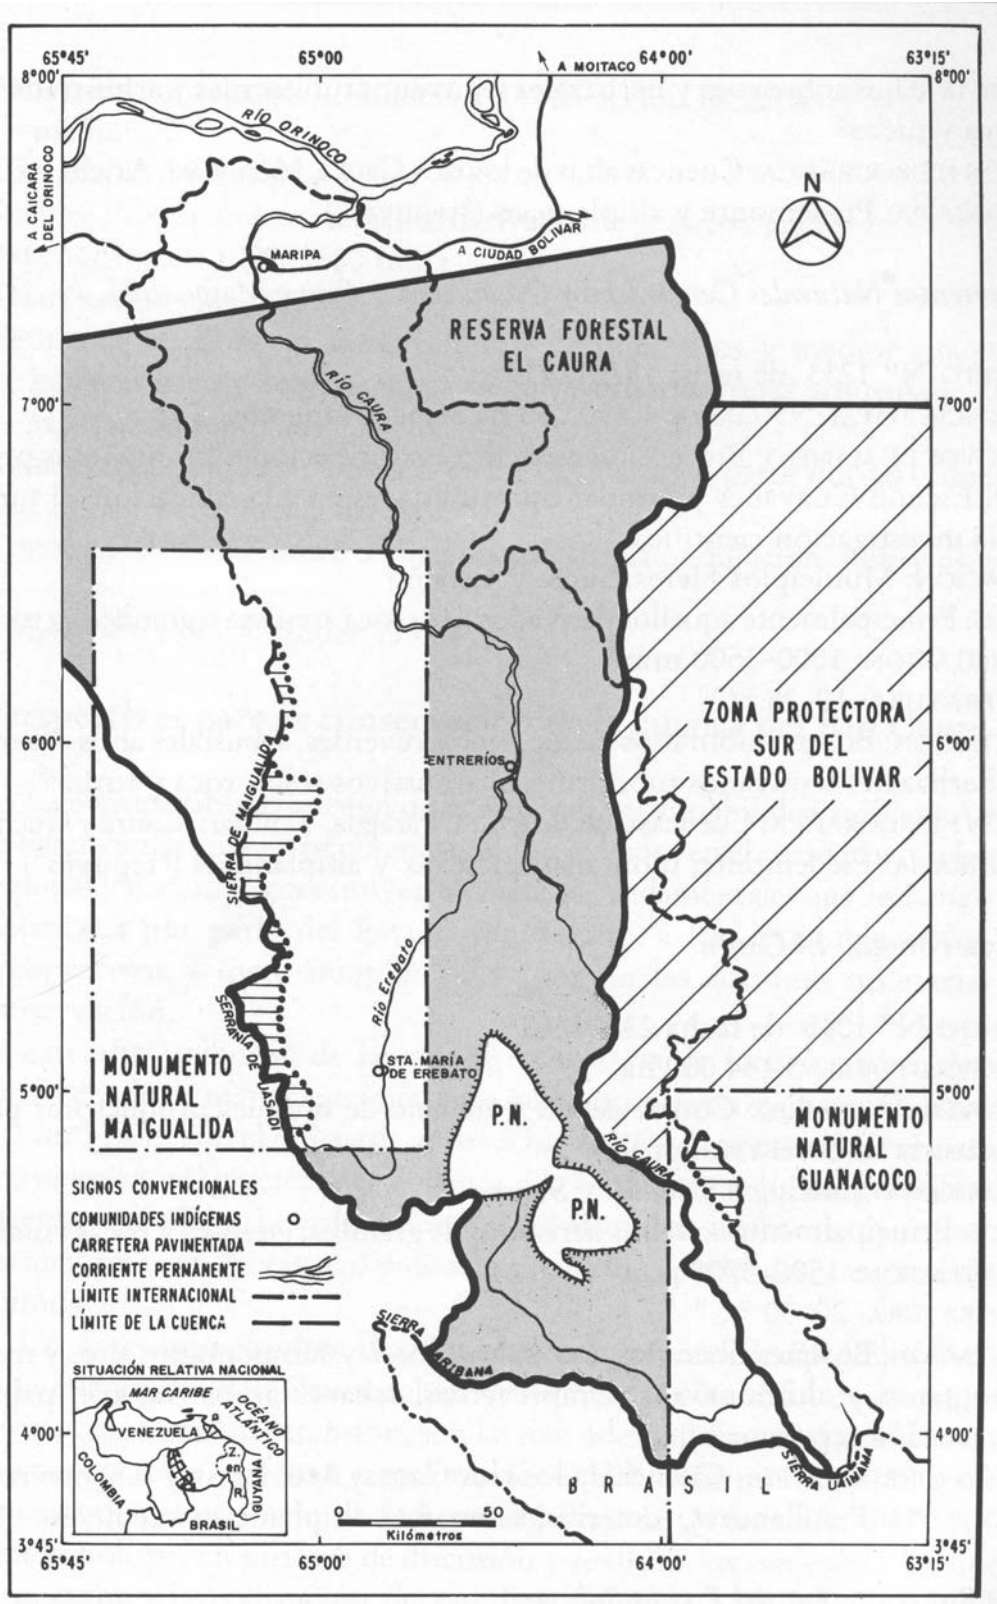 65°45'
65°00'
64°00'
63°15'
A MOITACO
8°00'
8°00'
RÍO ORINOCO
A CAICARA
DEL ORINOCO
N
MARIPA
A CIUDAD BOLIVAR
RESERVA FORESTAL
EL CAURA
RÍO CAURA
7°00'
7°00'
ZONA PROTECTORA
SUR DEL
ESTADO BOLIVAR
6°00'
6°00'
ENTRERÍOS
SIERRA DE MAIGUALIDA
Río Erebato
SERRANÍA DE UASADI
STA. MARÍA
DE EREBATO
5°00'
5°00'
MONUMENTO
NATURAL
MAIGUALIDA
P.N.
MONUMENTO
NATURAL
GUANACOCO
RÍO CAURA
P.N.
SIGNOS CONVENCIONALES
COMUNIDADES INDÍGENAS
CARRETERA PAVIMENTADA
CORRIENTE PERMANENTE
LÍMITE INTERNACIONAL
LÍMITE DE LA CUENCA
SIERRA
MARIBANA
SITUACIÓN RELATIVA NACIONAL
MAR CARIBE
OCÉANO
ATLÁNTICO
VENEZUELA
COLOMBIA
Z.
en
R.
GUYANA
BRASIL
4°00'
4°00'
SIERRA UARIMAMA
BRASIL
50
Kilómetros
3°45'
3°45'
65°45'
65°00'
64°00'
63°15'